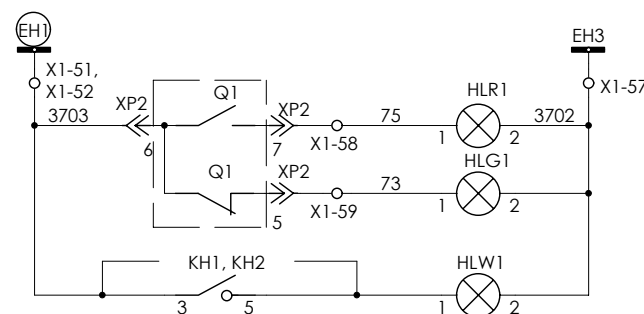 EH1
EH3
X1-51,
X1-52
X1-57
3703
XP2
6
Q1
XP2
7
X1-58
75
HLR1
1
2
3702
Q1
XP2
5
X1-59
73
HLG1
1
2
KH1, KH2
3
5
HLW1
1
2